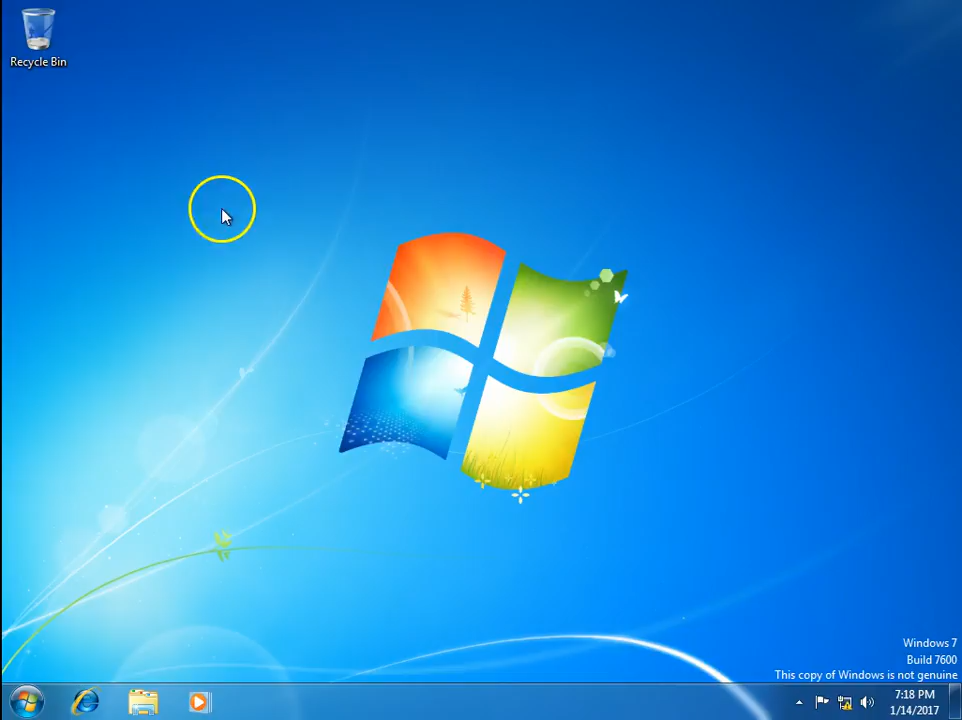 Recycle Bin
Windows 7
Build 7600
This copy of Windows is not genuine
7:18 PM
1/14/2017